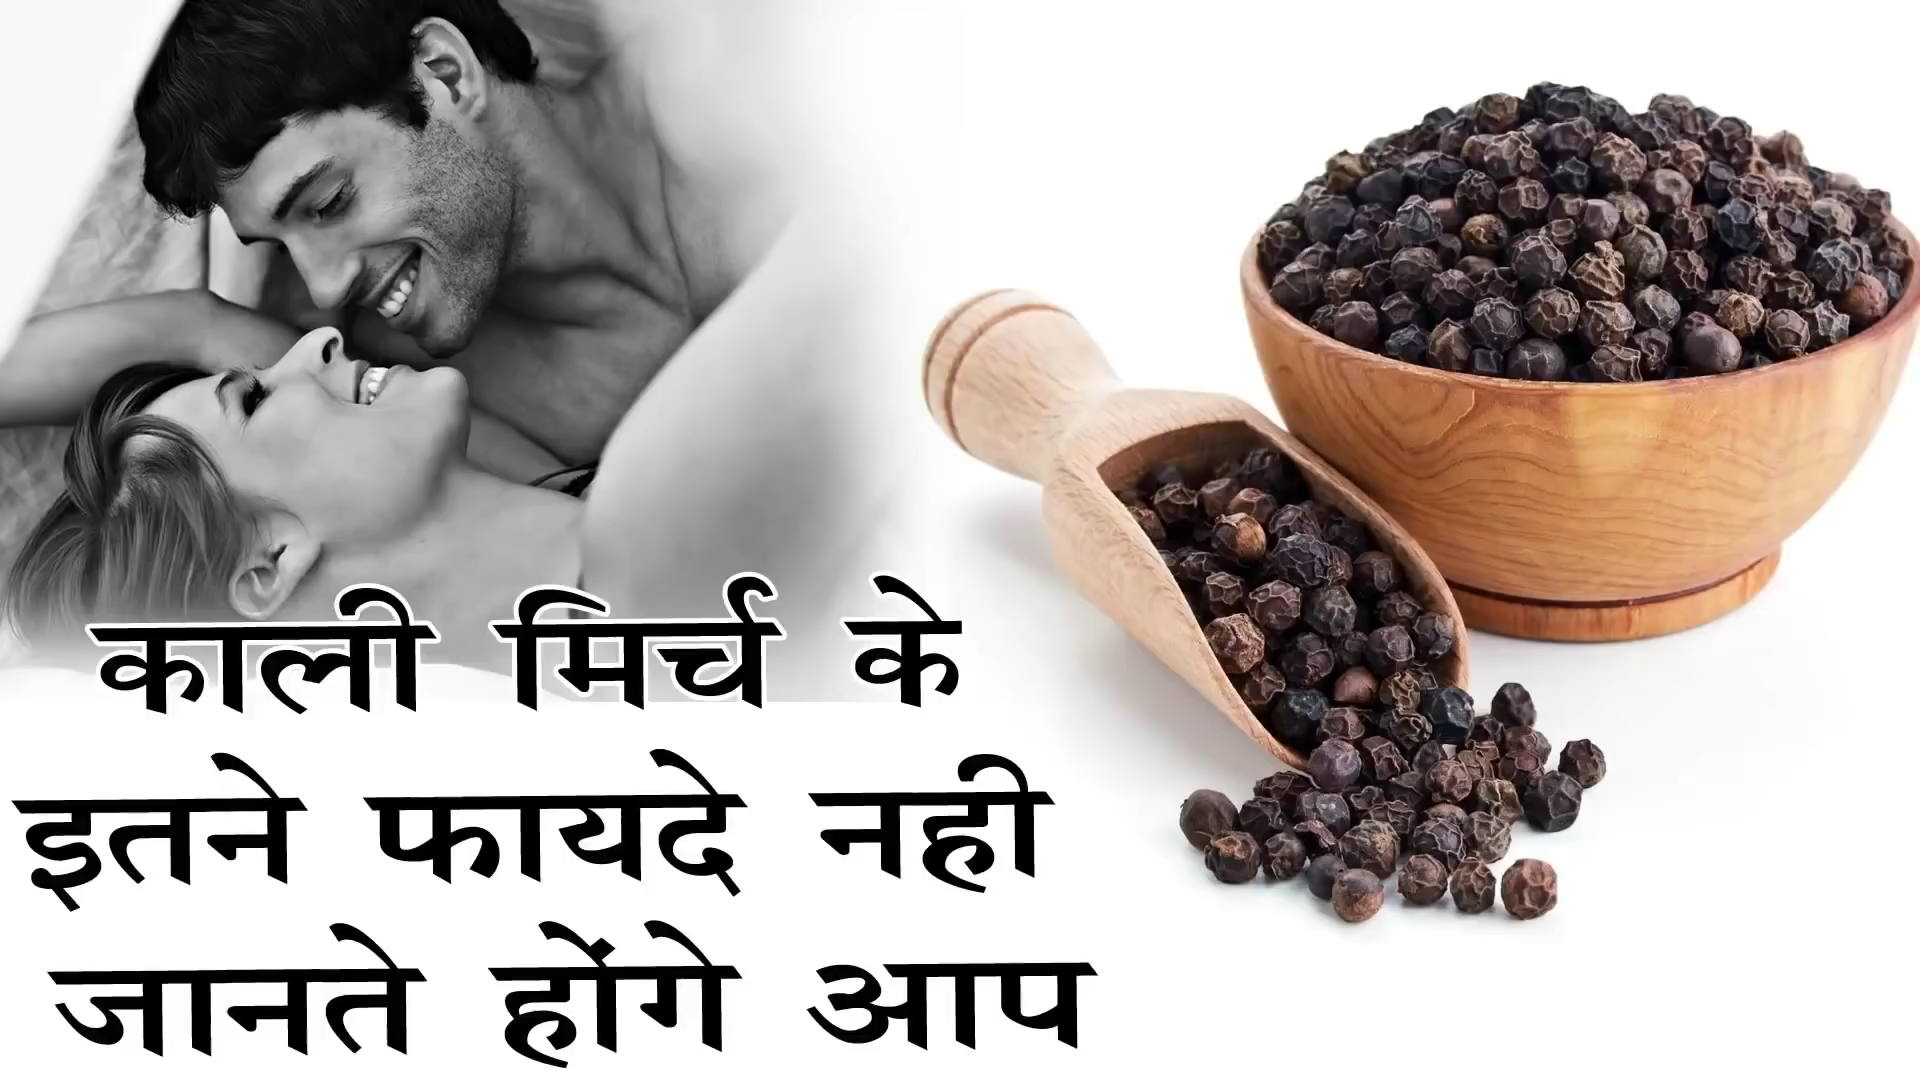 काली मिर्च के
इतने फायदे नही
जानते होंगे आप